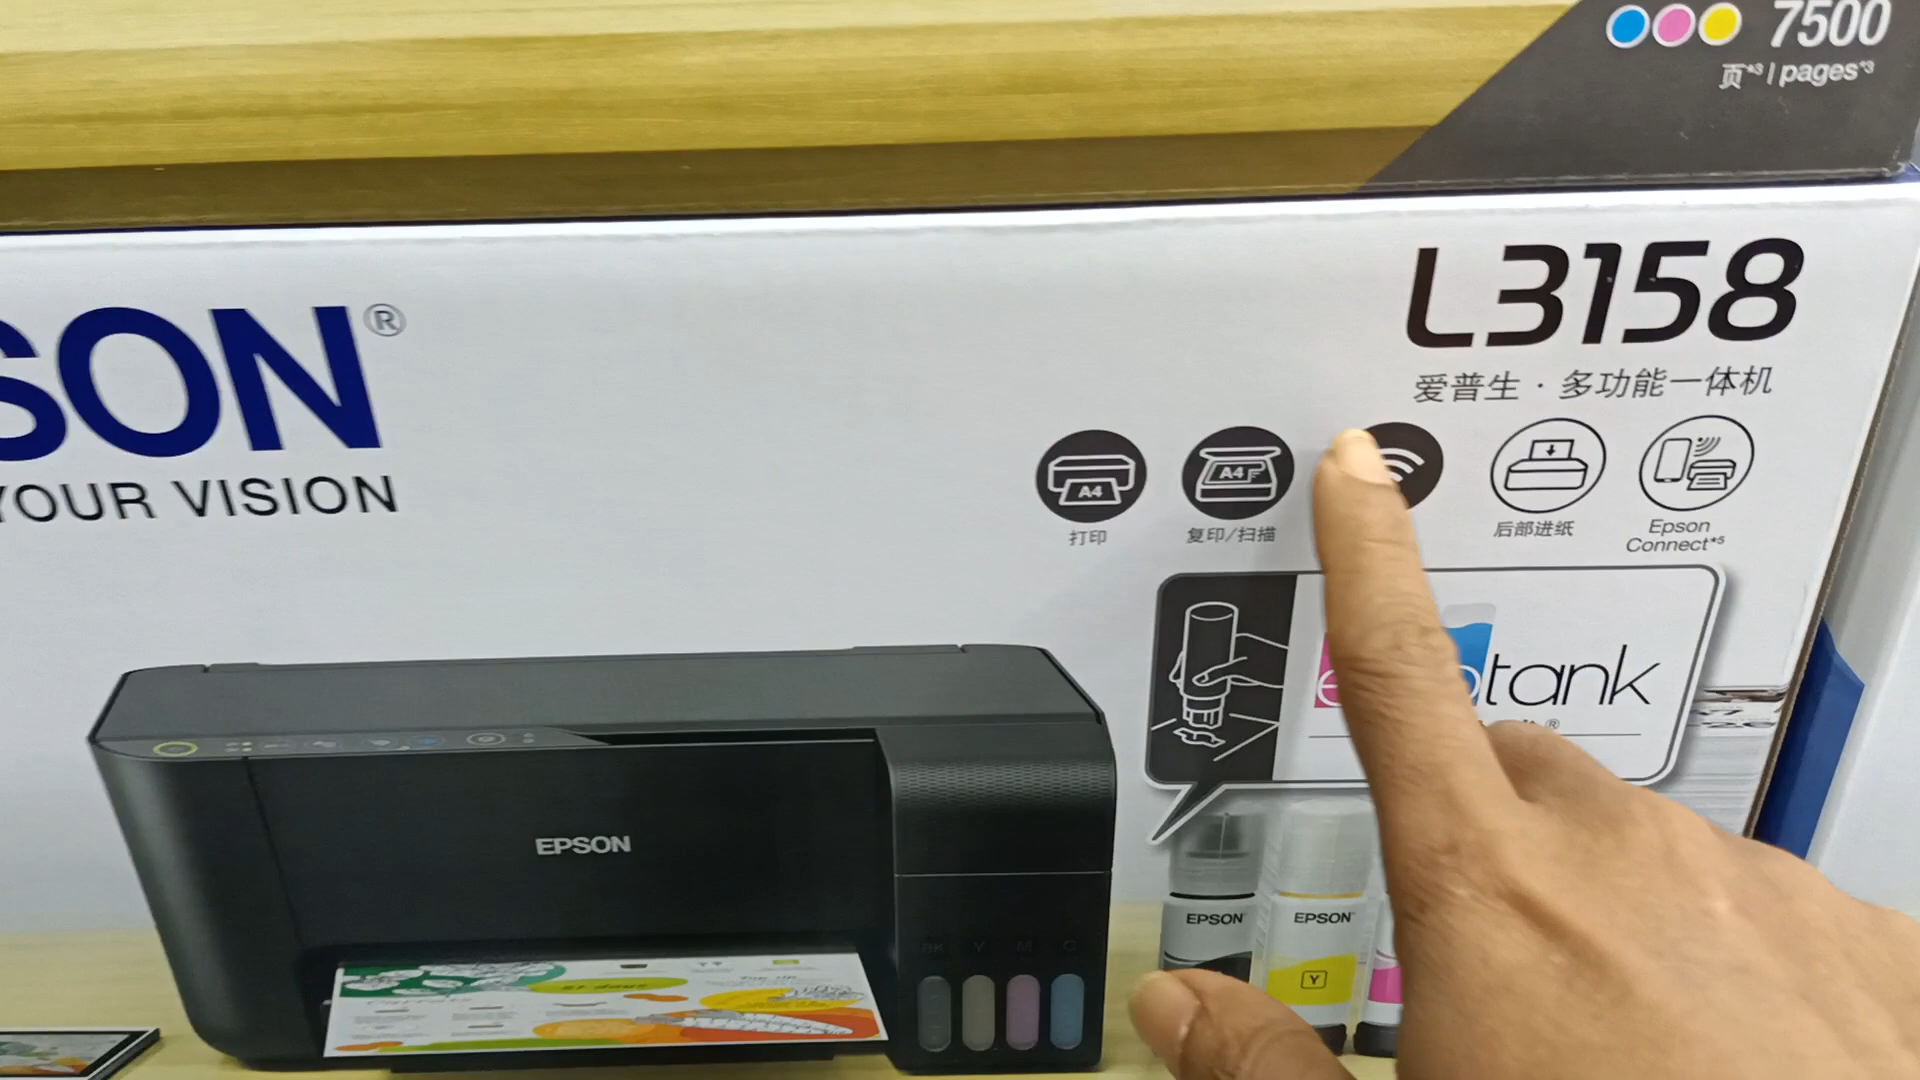 7500
页*3 | pages*3
L3158
爱普生·多功能一体机
SON®
YOUR VISION
A4
A4
打印
复印/扫描
后部进纸
Epson
Connect*5
tank
®
EPSON
BK Y M C
EPSON
EPSON
Y